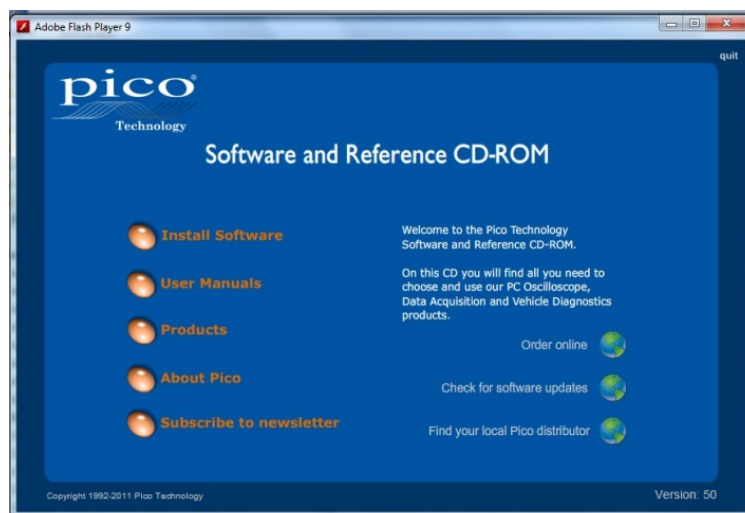 Adobe Flash Player 9
quit
pico®
Technology
Software and Reference CD-ROM
Install Software
User Manuals
Products
About Pico
Subscribe to newsletter
Welcome to the Pico Technology
Software and Reference CD-ROM.
On this CD you will find all you need to
choose and use our PC Oscilloscope,
Data Acquisition and Vehicle Diagnostics
products.
Order online
Check for software updates
Find your local Pico distributor
Copyright 1992-2011 Pico Technology
Version: 50